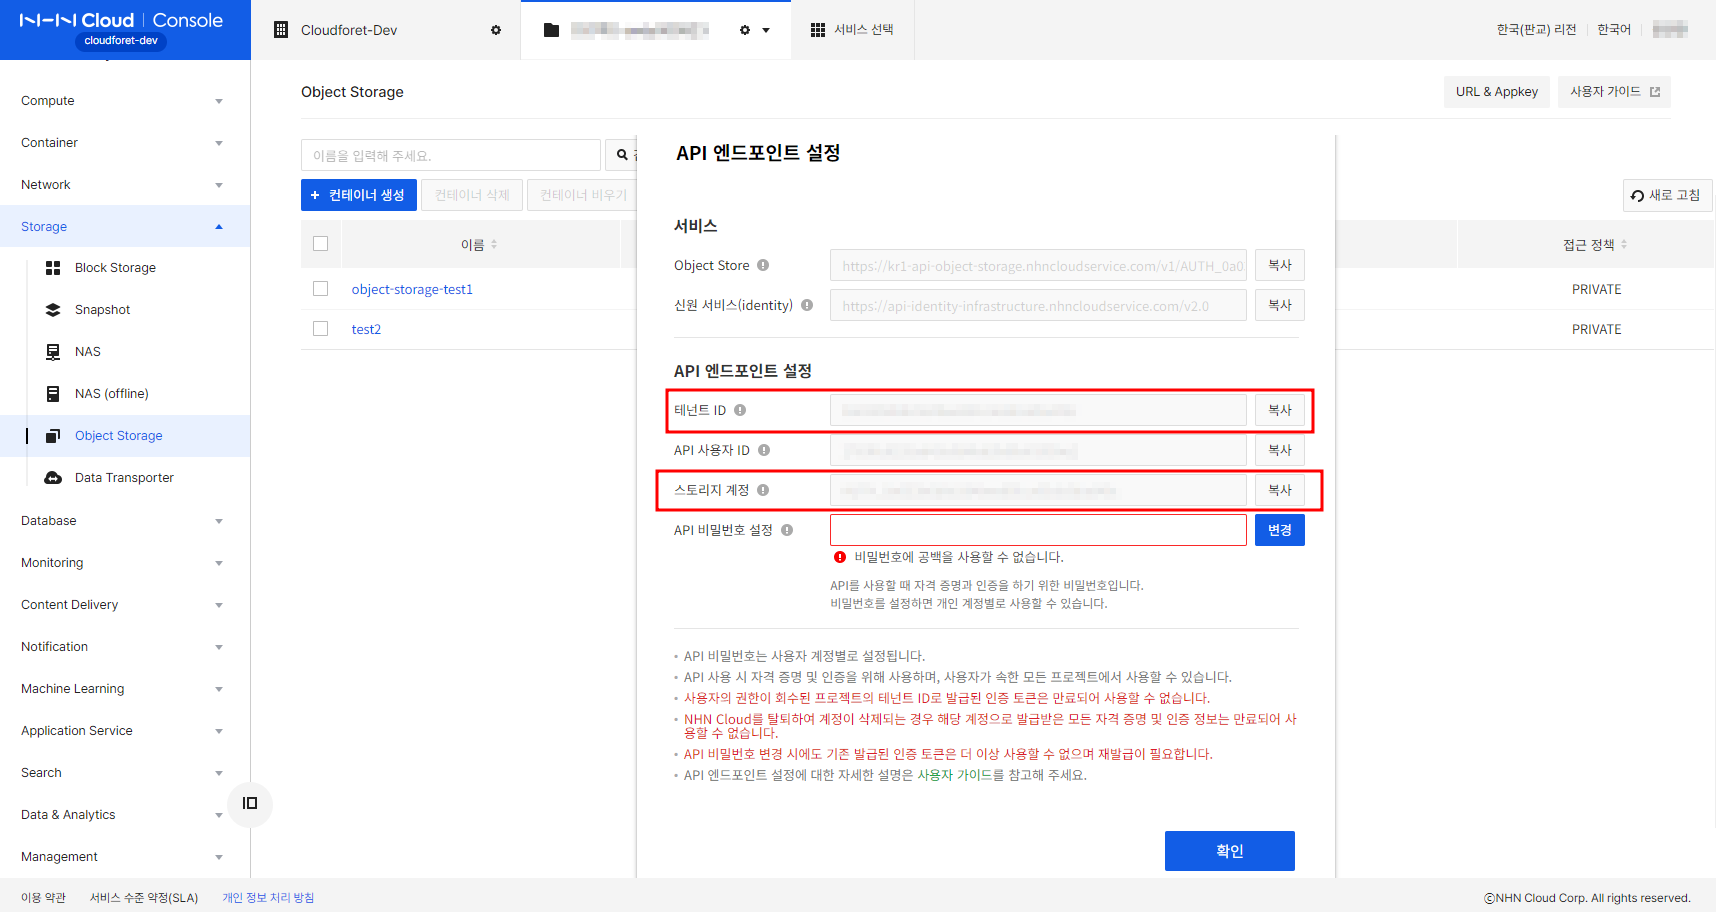 NHN Cloud | Console
cloudforet-dev
Cloudforet-Dev
서비스 선택
한국(판교) 리전
한국어
Compute
Container
Network
Storage
Block Storage
Snapshot
NAS
NAS (offline)
Object Storage
Data Transporter
Database
Monitoring
Content Delivery
Notification
Machine Learning
Application Service
Search
Data & Analytics
Management
Object Storage
URL & Appkey
사용자 가이드
이름을 입력해 주세요.
+ 컨테이너 생성
컨테이너 삭제
컨테이너 비우기
새로 고침
이름
접근 정책
object-storage-test1
PRIVATE
test2
PRIVATE
API 엔드포인트 설정
서비스
Object Store
https://kr1-api-object-storage.nhncloudservice.com/v1/AUTH_0a0
복사
신원 서비스(identity)
https://api-identity-infrastructure.nhncloudservice.com/v2.0
복사
API 엔드포인트 설정
테넌트 ID
복사
API 사용자 ID
복사
스토리지 계정
복사
API 비밀번호 설정
변경
비밀번호에 공백을 사용할 수 없습니다.
API를 사용할 때 자격 증명과 인증을 하기 위한 비밀번호입니다.
비밀번호를 설정하면 개인 계정별로 사용할 수 있습니다.
• API 비밀번호는 사용자 계정별로 설정됩니다.
• API 사용 시 자격 증명 및 인증을 위해 사용하며, 사용자가 속한 모든 프로젝트에서 사용할 수 있습니다.
• 사용자의 권한이 회수된 프로젝트의 테넌트 ID로 발급된 인증 토큰은 만료되어 사용할 수 없습니다.
• NHN Cloud를 탈퇴하여 계정이 삭제되는 경우 해당 계정으로 발급받은 모든 자격 증명 및 인증 정보는 만료되어 사
용할 수 없습니다.
• API 비밀번호 변경 시에도 기존 발급된 인증 토큰은 더 이상 사용할 수 없으며 재발급이 필요합니다.
• API 엔드포인트 설정에 대한 자세한 설명은 사용자 가이드를 참고해 주세요.
확인
이용 약관
서비스 수준 약정(SLA)
개인 정보 처리 방침
ⓒNHN Cloud Corp. All rights reserved.